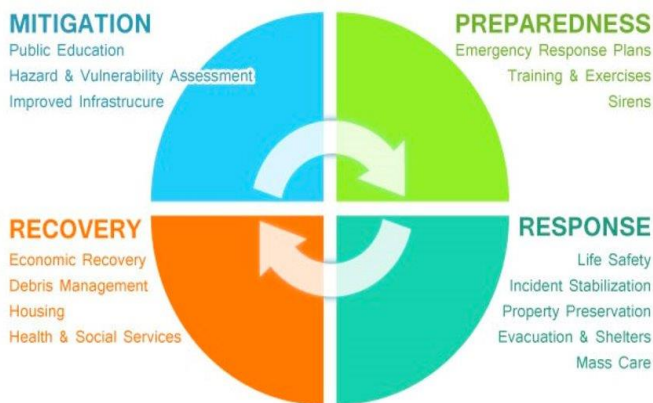 MITIGATION
Public Education
Hazard & Vulnerability Assessment
Improved Infrastrucure
PREPAREDNESS
Emergency Response Plans
Training & Exercises
Sirens
RECOVERY
Economic Recovery
Debris Management
Housing
Health & Social Services
RESPONSE
Life Safety
Incident Stabilization
Property Preservation
Evacuation & Shelters
Mass Care